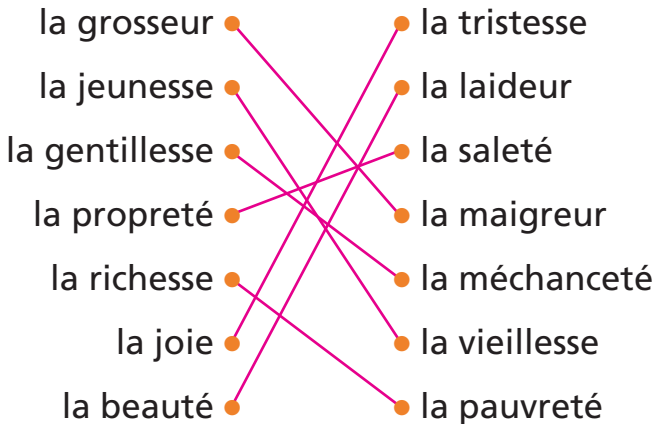 la grosseur la tristesse
la jeunesse la laideur
la gentillesse la saleté
la propreté la maigreur
la richesse la méchanceté
la joie la vieillesse
la beauté la pauvreté